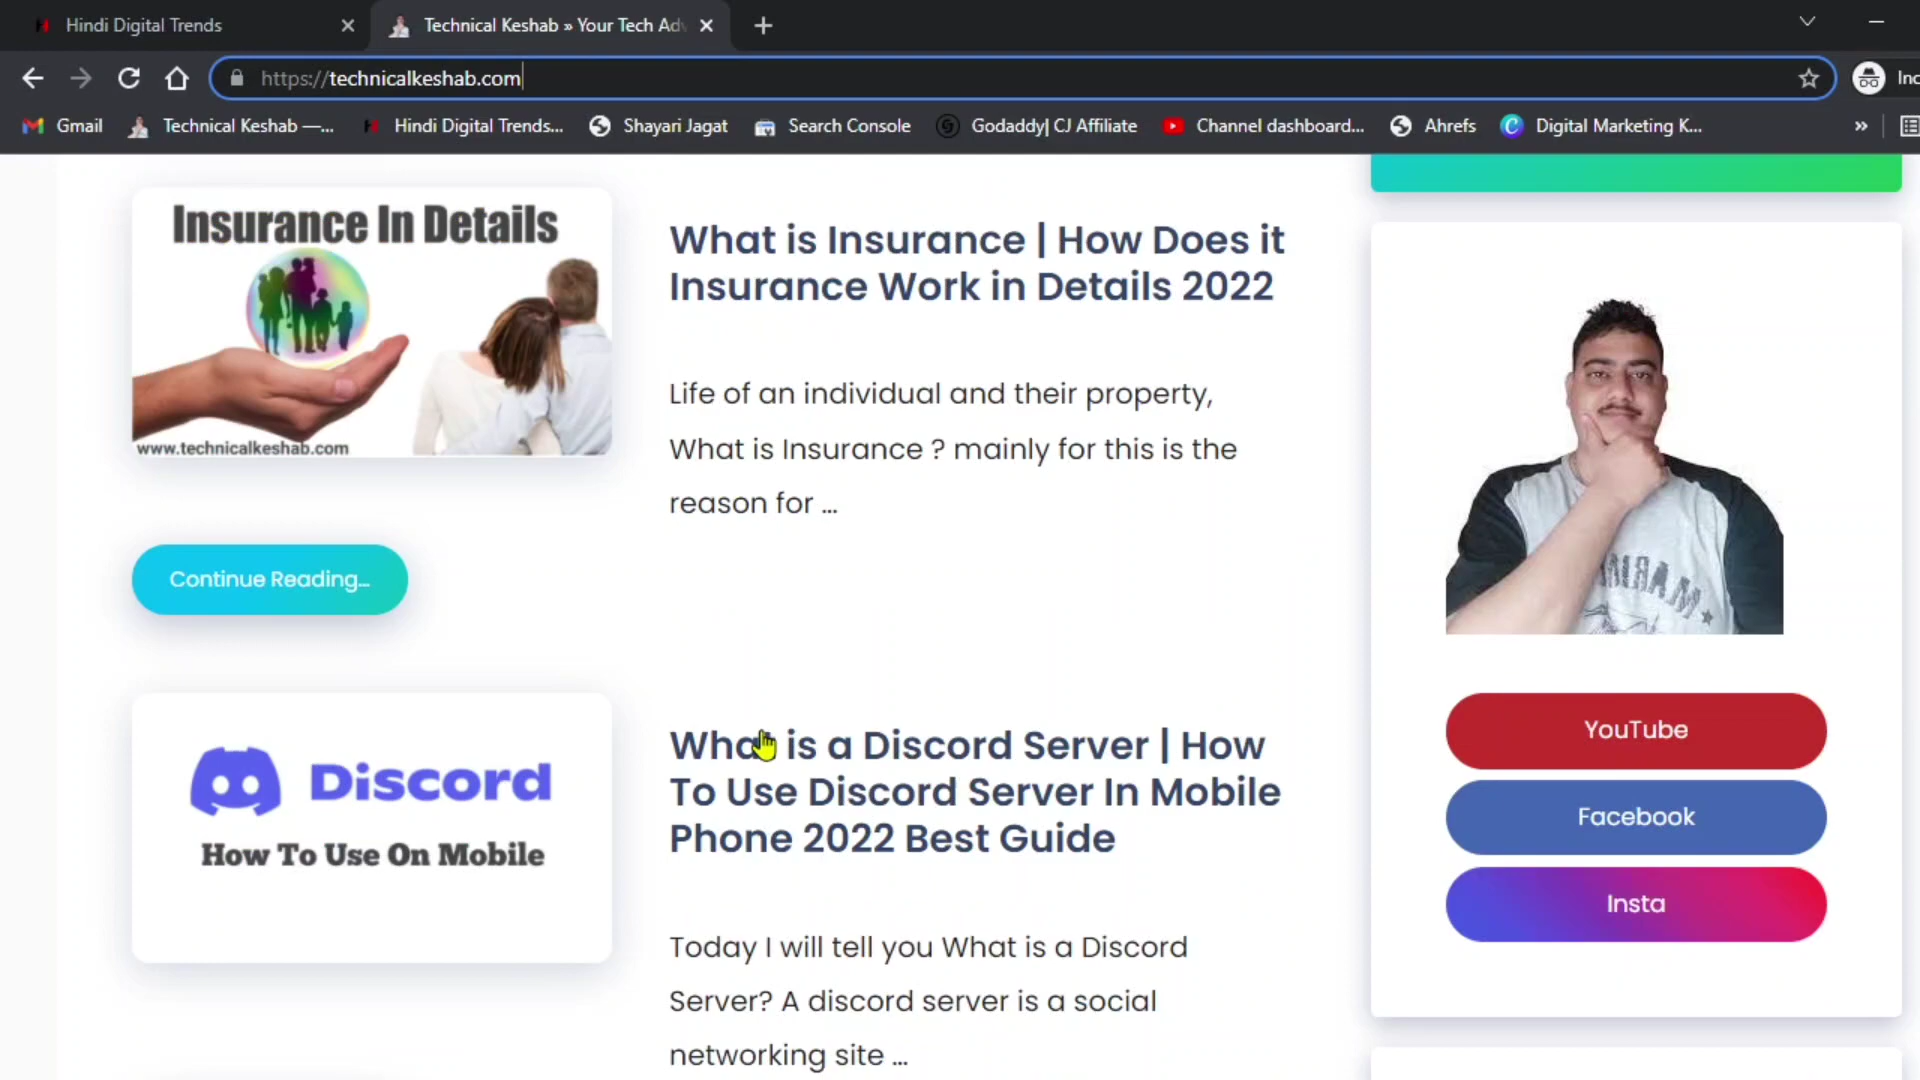 Hindi Digital Trends
Technical Keshab » Your Tech Adv
https://technicalkeshab.com
Inc
Gmail
Technical Keshab —...
Hindi Digital Trends...
Shayari Jagat
Search Console
Godaddy| CJ Affiliate
Channel dashboard...
Ahrefs
Digital Marketing K...
»
Insurance In Details
www.technicalkeshab.com
What is Insurance | How Does it
Insurance Work in Details 2022
Life of an individual and their property,
What is Insurance ? mainly for this is the
reason for ...
Continue Reading...
Discord
How To Use On Mobile
What is a Discord Server | How
To Use Discord Server In Mobile
Phone 2022 Best Guide
Today I will tell you What is a Discord
Server? A discord server is a social
networking site ...
YouTube
Facebook
Insta